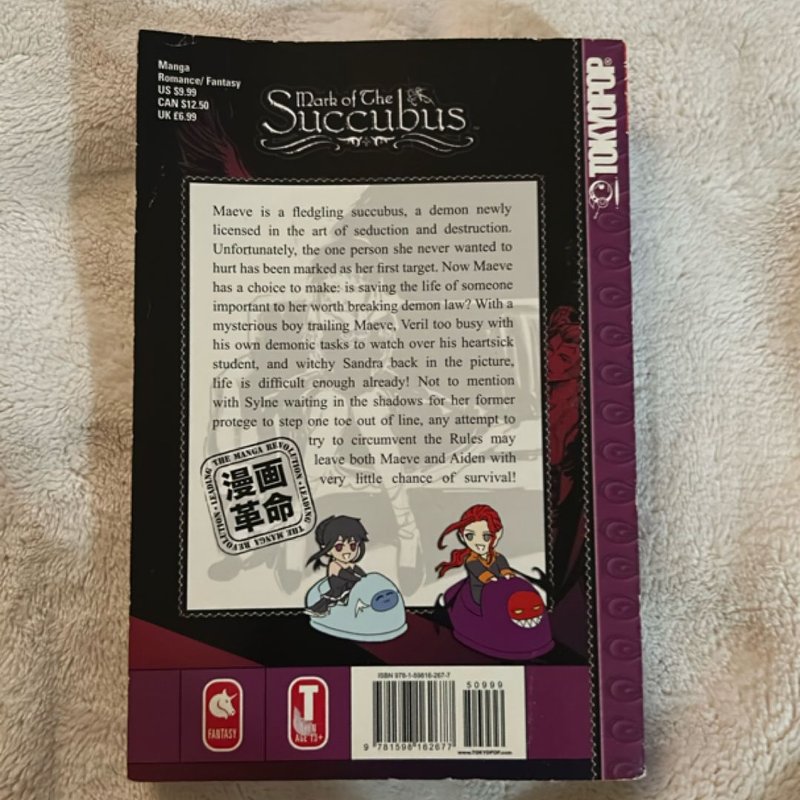 Manga
Romance/ Fantasy
US $9.99
CAN $12.50
UK £6.99
Mark of The
Succubus™
TOKYOPOP®
Maeve is a fledgling succubus, a demon newly
licensed in the art of seduction and destruction.
Unfortunately, the one person she never wanted to
hurt has been marked as her first target. Now Maeve
has a choice to make: is saving the life of someone
important to her worth breaking demon law? With a
mysterious boy trailing Maeve, Veril too busy with
his own demonic tasks to watch over his heartsick
student, and witchy Sandra back in the picture,
life is difficult enough already! Not to mention
with Sylne waiting in the shadows for her former
protege to step one toe out of line, any attempt to
try to circumvent the Rules may
leave both Maeve and Aiden with
very little chance of survival!
LEADING THE MANGA REVOLUTION · LEADING THE MANGA REVOLUTION ·
漫画
革命
FANTASY
T
TEEN
AGE 13+
ISBN 978-1-59816-267-7
50999
9 781598 162677
www.TOKYOPOP.com